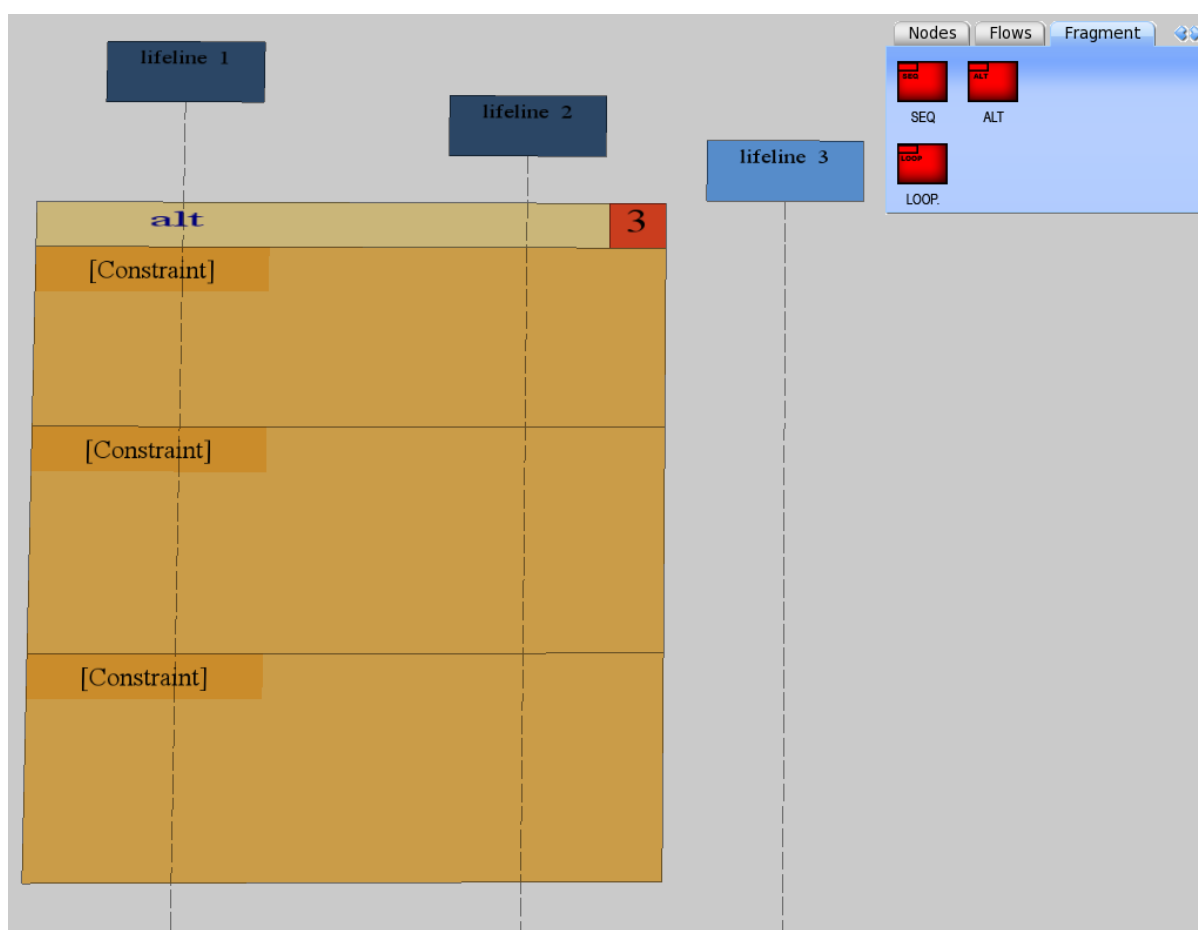 lifeline 1
lifeline 2
lifeline 3
alt
3
[Constraint]
[Constraint]
[Constraint]
Nodes Flows Fragment
SEQ ALT
SEQ ALT
LOOP
LOOP.